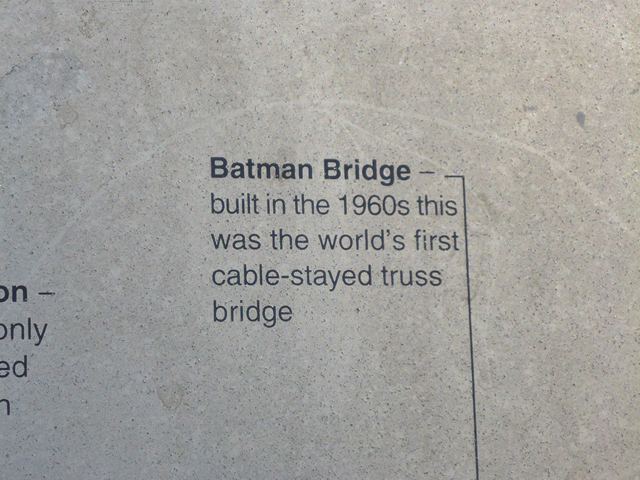 Batman Bridge –
built in the 1960s this
was the world's first
cable-stayed truss
bridge
on –
only
ed
n